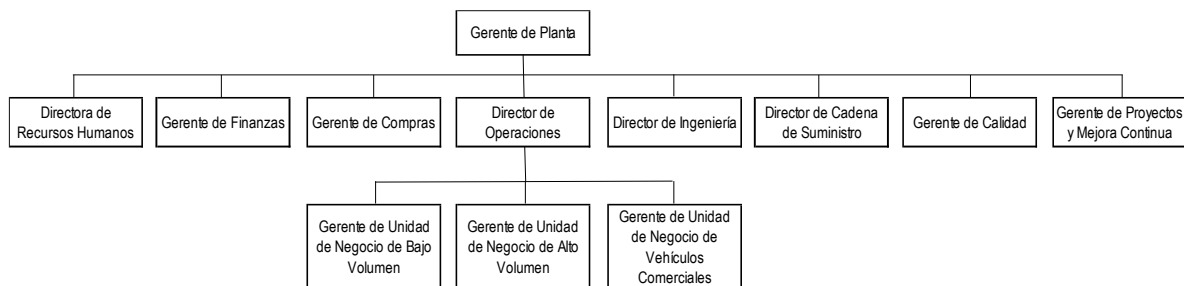 Gerente de Planta
Directora de
Recursos Humanos
Gerente de Finanzas
Gerente de Compras
Director de
Operaciones
Director de Ingeniería
Director de Cadena
de Suministro
Gerente de Calidad
Gerente de Proyectos
y Mejora Continua
Gerente de Unidad
de Negocio de Bajo
Volumen
Gerente de Unidad
de Negocio de Alto
Volumen
Gerente de Unidad
de Negocio de
Vehículos
Comerciales